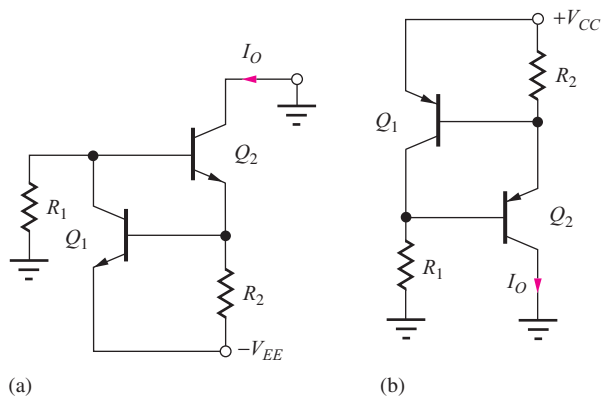 +V_CC
I_O
R_2
Q_1
Q_2
R_1
Q_1
Q_2
R_2
R_1
I_O
−V_EE
(a)
(b)